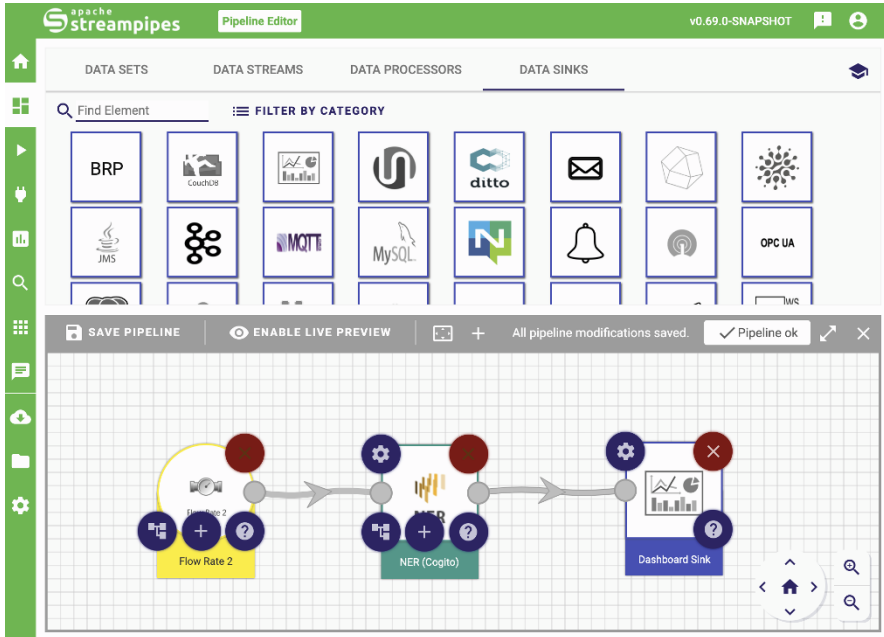 apache
streampipes
Pipeline Editor
v0.69.0-SNAPSHOT
DATA SETS
DATA STREAMS
DATA PROCESSORS
DATA SINKS
Find Element
FILTER BY CATEGORY
BRP
CouchDB
ditto
JMS
MQTT
MySQL
N
OPC UA
WS
SAVE PIPELINE
ENABLE LIVE PREVIEW
All pipeline modifications saved.
Pipeline ok
Flow Rate 2
NER
Flow Rate 2
NER (Cogito)
Dashboard Sink